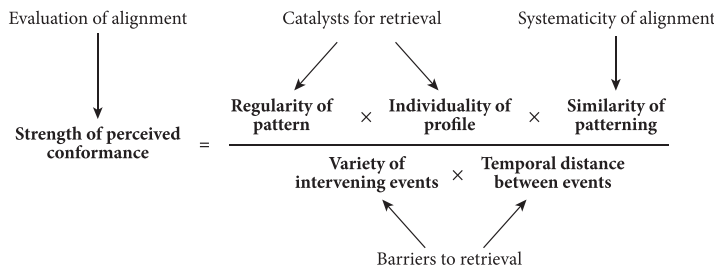 Evaluation of alignment
Catalysts for retrieval
Systematicity of alignment
Strength of perceived
conformance
=
Regularity of
pattern
×
Individuality of
profile
×
Similarity of
patterning
Variety of
intervening events
×
Temporal distance
between events
Barriers to retrieval